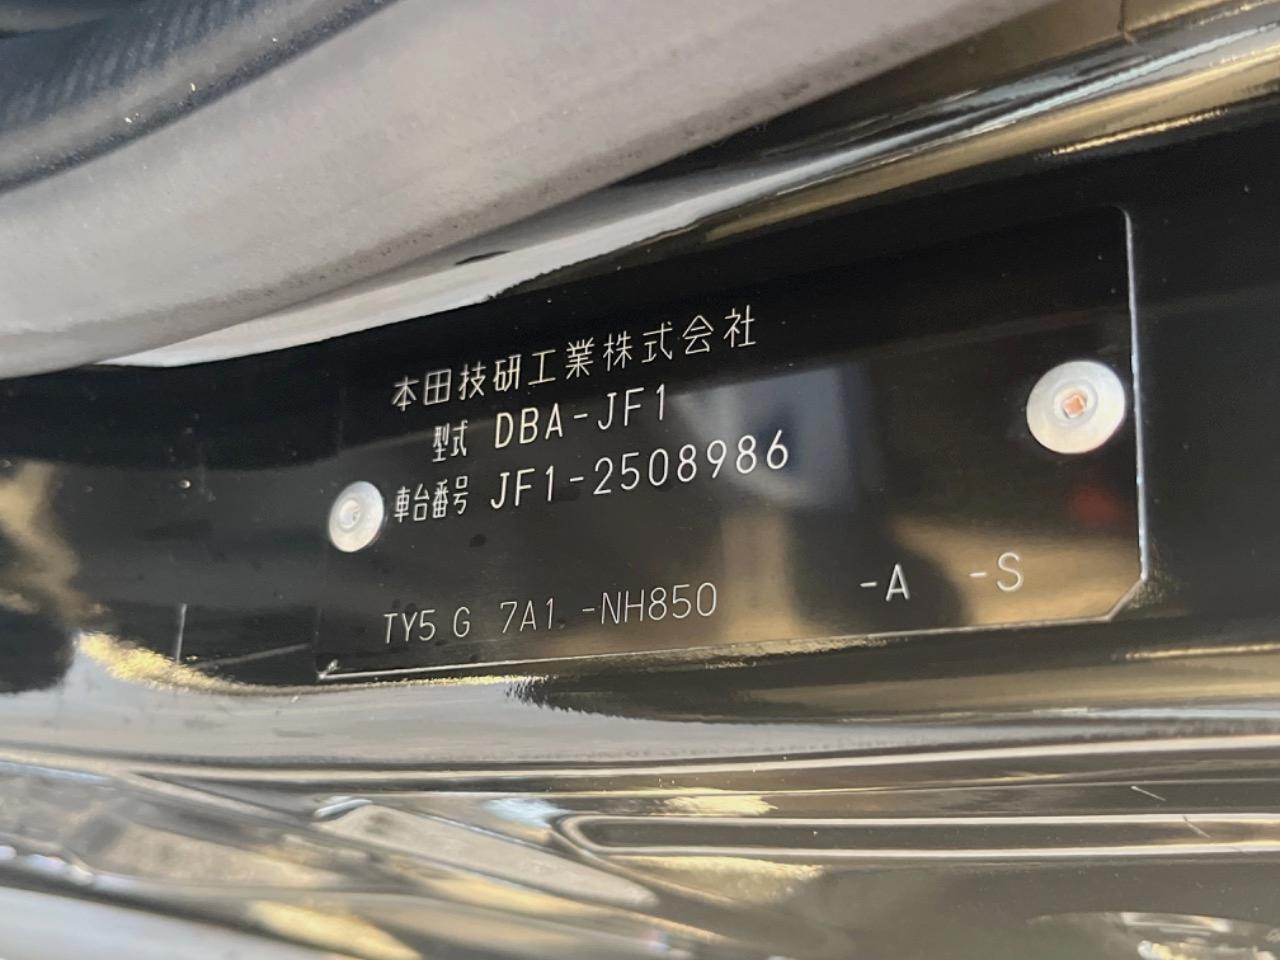 本田技研工業株式会社
型式 DBA-JF1
車台番号 JF1-2508986
TY5 G 7A1 -NH850 -A -S